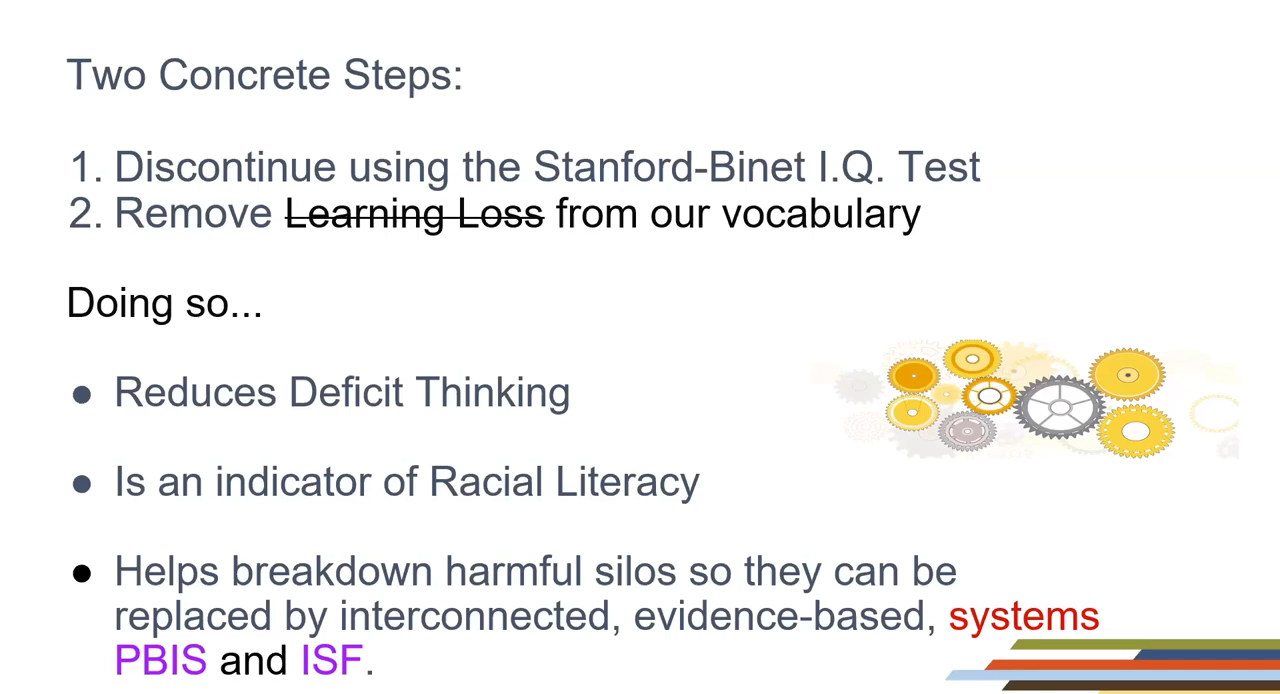 Two Concrete Steps:
1. Discontinue using the Stanford-Binet I.Q. Test
2. Remove Learning Loss from our vocabulary
Doing so...
● Reduces Deficit Thinking
● Is an indicator of Racial Literacy
● Helps breakdown harmful silos so they can be
replaced by interconnected, evidence-based, systems
PBIS and ISF.